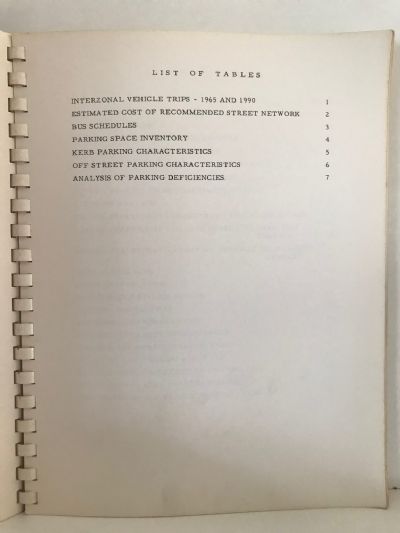 LIST OF TABLES
INTERZONAL VEHICLE TRIPS - 1965 AND 1990 1
ESTIMATED COST OF RECOMMENDED STREET NETWORK 2
BUS SCHEDULES 3
PARKING SPACE INVENTORY 4
KERB PARKING CHARACTERISTICS 5
OFF STREET PARKING CHARACTERISTICS 6
ANALYSIS OF PARKING DEFICIENCIES 7